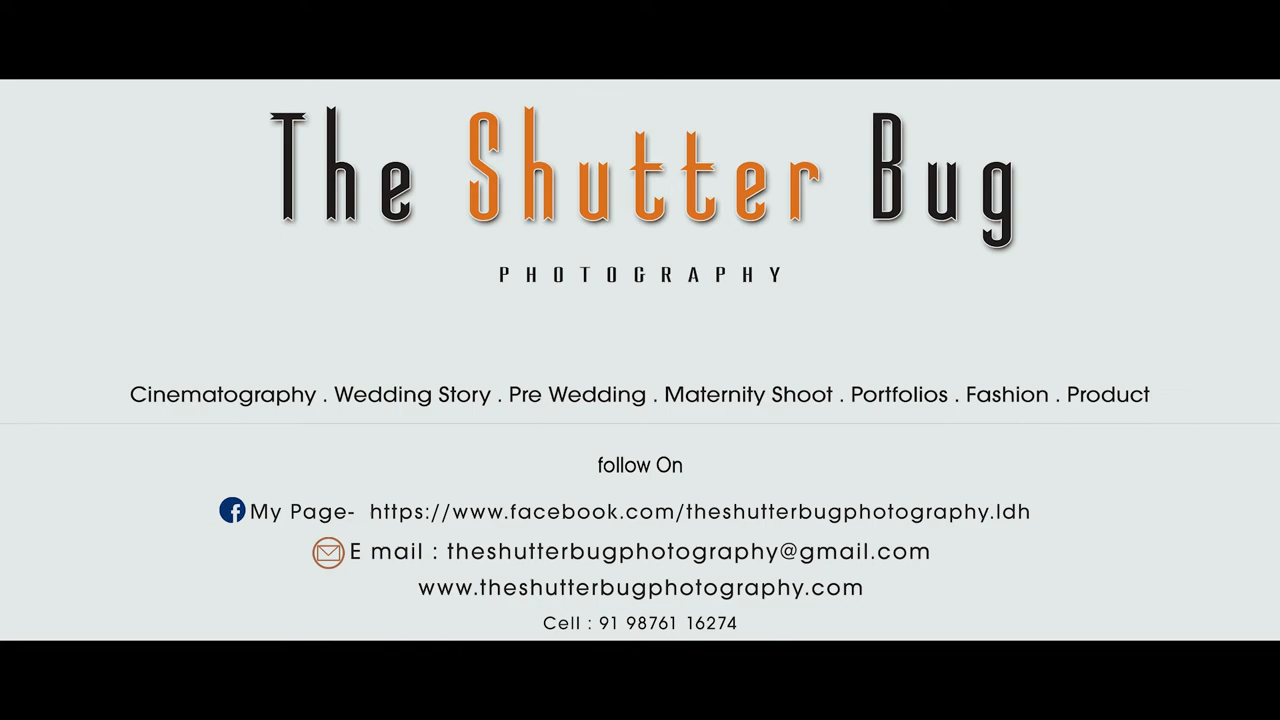 The Shutter Bug
PHOTOGRAPHY
Cinematography . Wedding Story . Pre Wedding . Maternity Shoot . Portfolios . Fashion . Product
follow On
My Page- https://www.facebook.com/theshutterbugphotography.ldh
E mail : theshutterbugphotography@gmail.com
www.theshutterbugphotography.com
Cell : 91 98761 16274